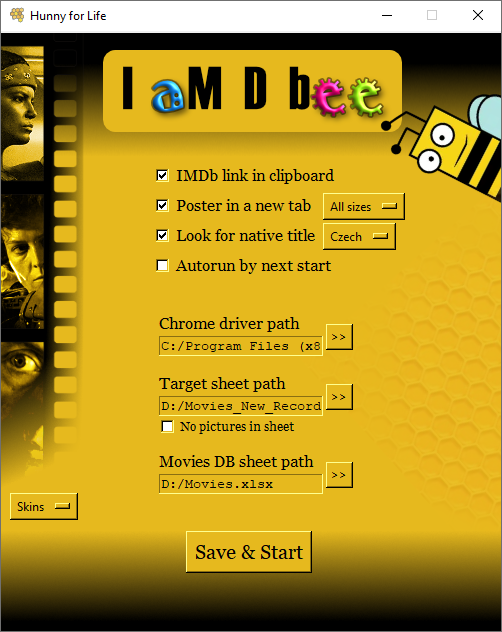 Hunny for Life
I aM D bee
IMDb link in clipboard
Poster in a new tab All sizes
Look for native title Czech
Autorun by next start
Chrome driver path
C:/Program Files (x8 >>
Target sheet path
D:/Movies_New_Record >>
No pictures in sheet
Movies DB sheet path
D:/Movies.xlsx >>
Skins
Save & Start